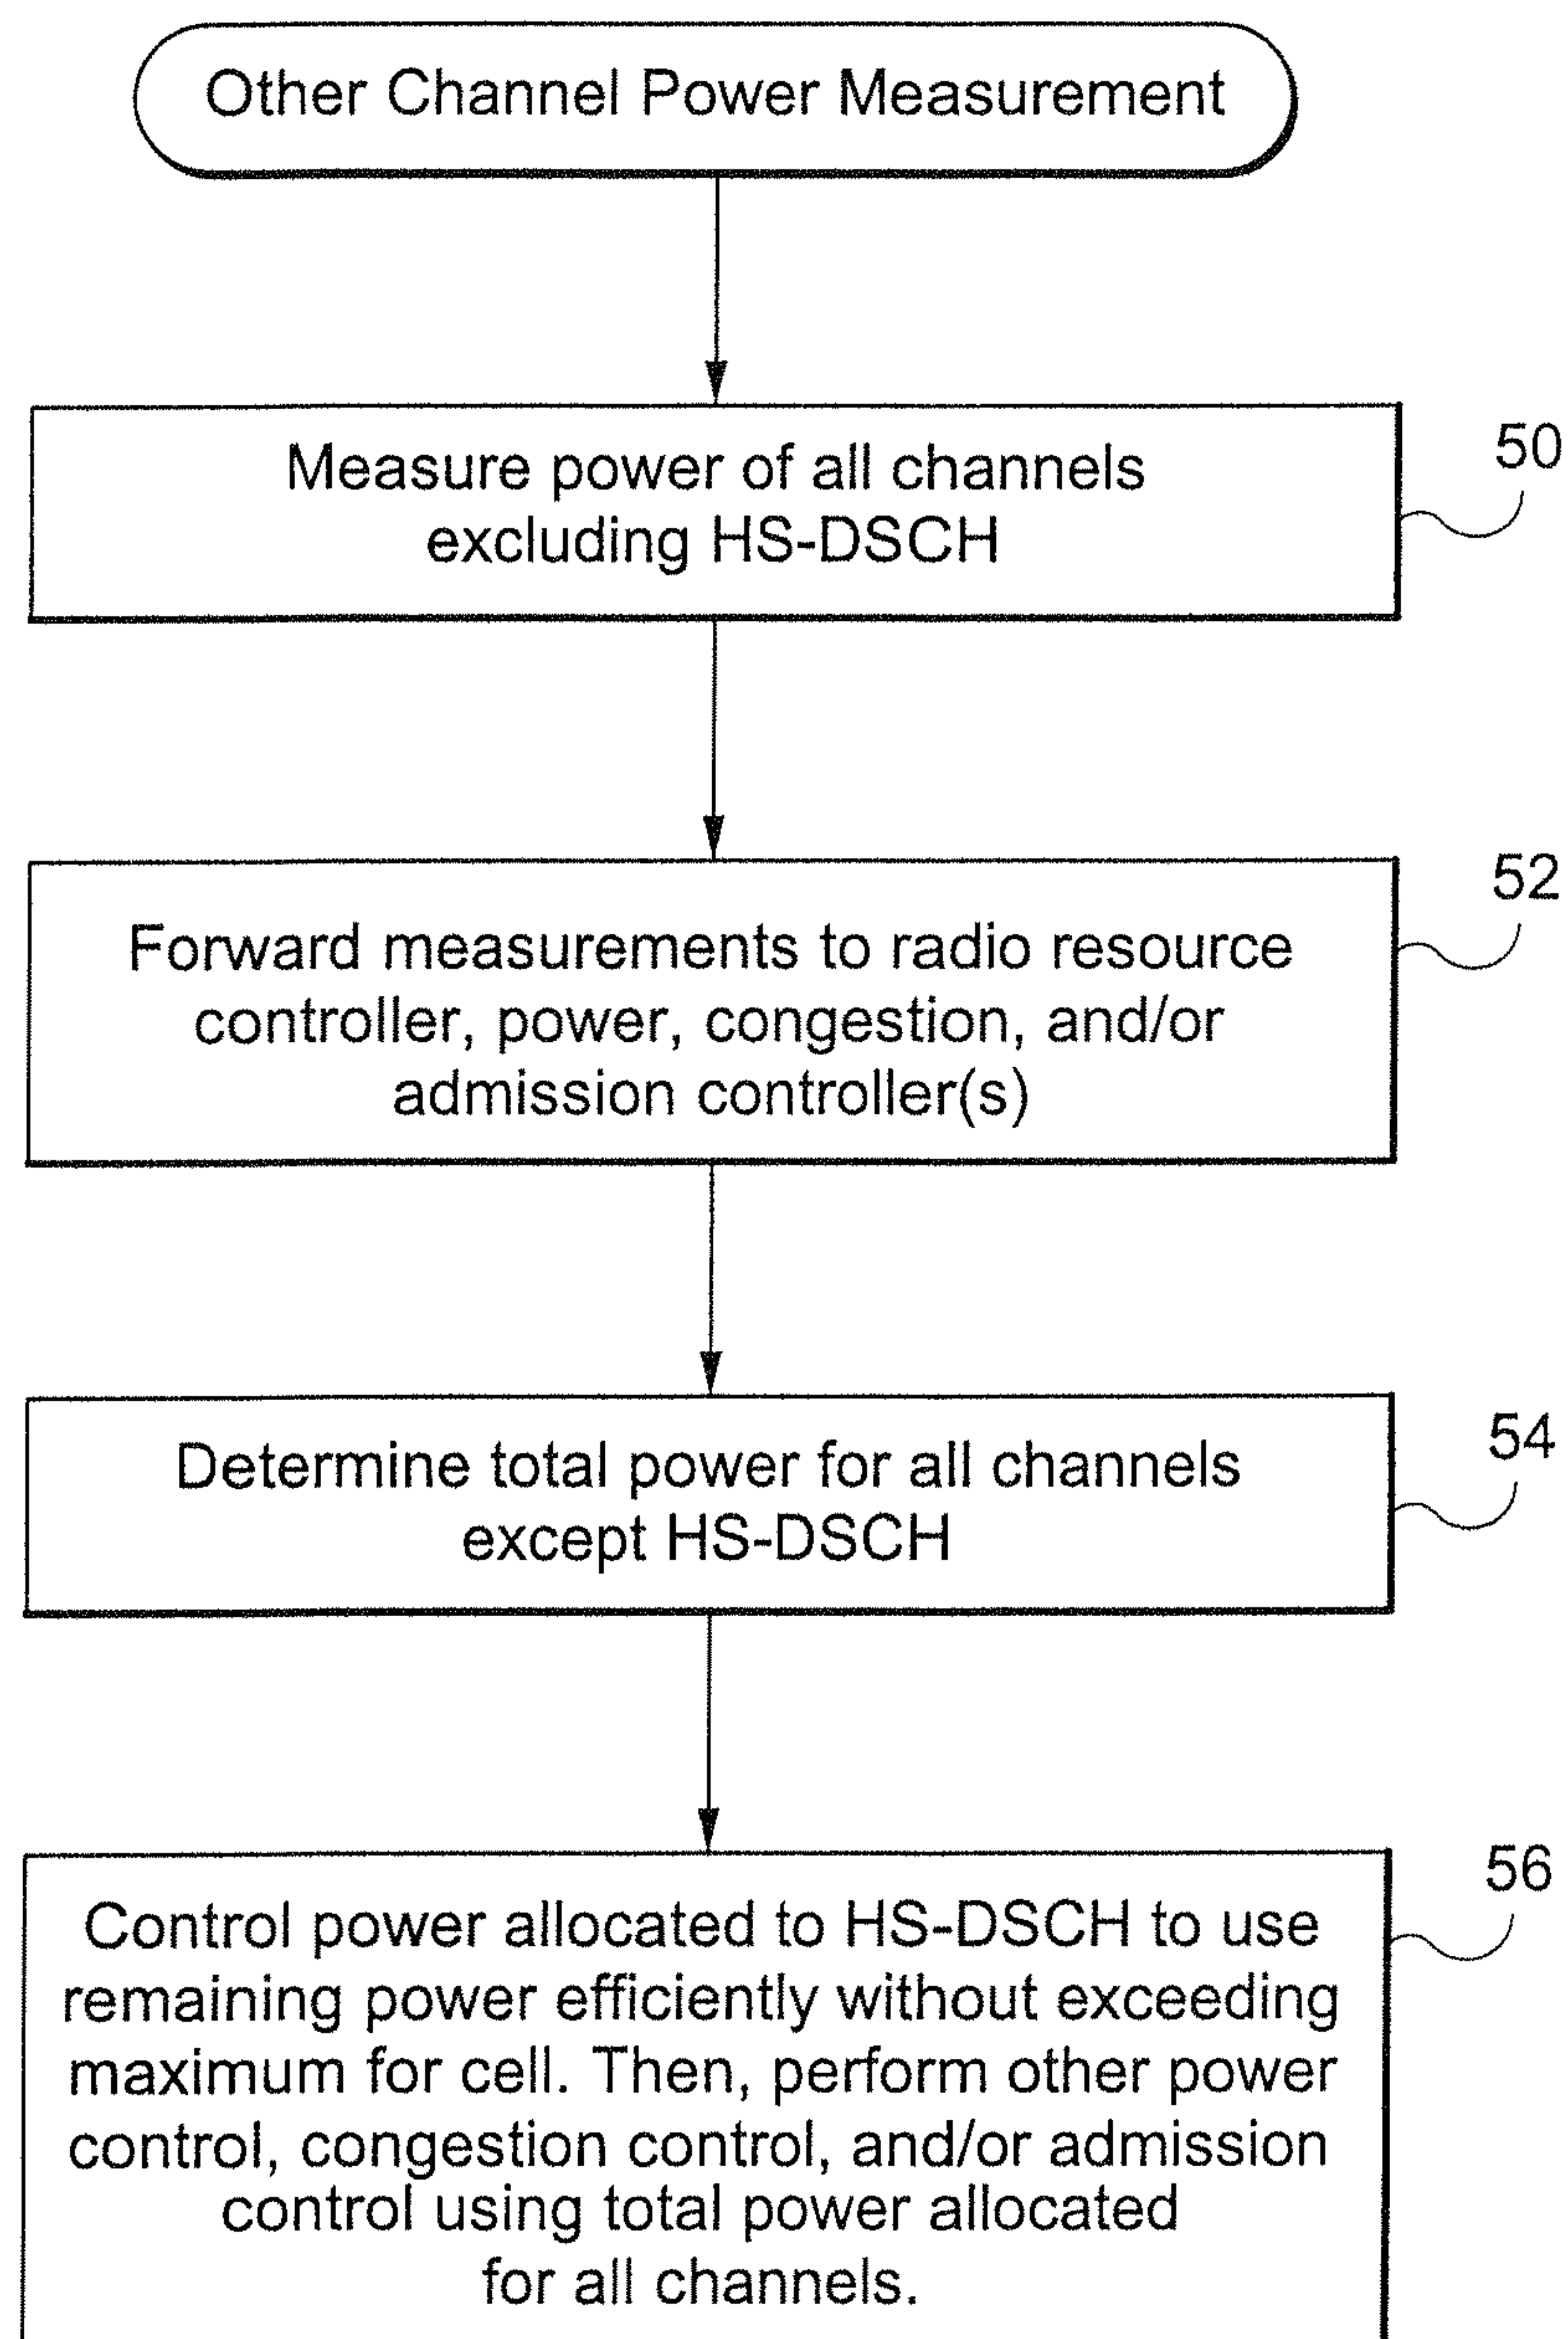 Other Channel Power Measurement
Measure power of all channels
excluding HS-DSCH
50
Forward measurements to radio resource
controller, power, congestion, and/or
admission controller(s)
52
Determine total power for all channels
except HS-DSCH
54
Control power allocated to HS-DSCH to use
remaining power efficiently without exceeding
maximum for cell. Then, perform other power
control, congestion control, and/or admission
control using total power allocated
for all channels.
56